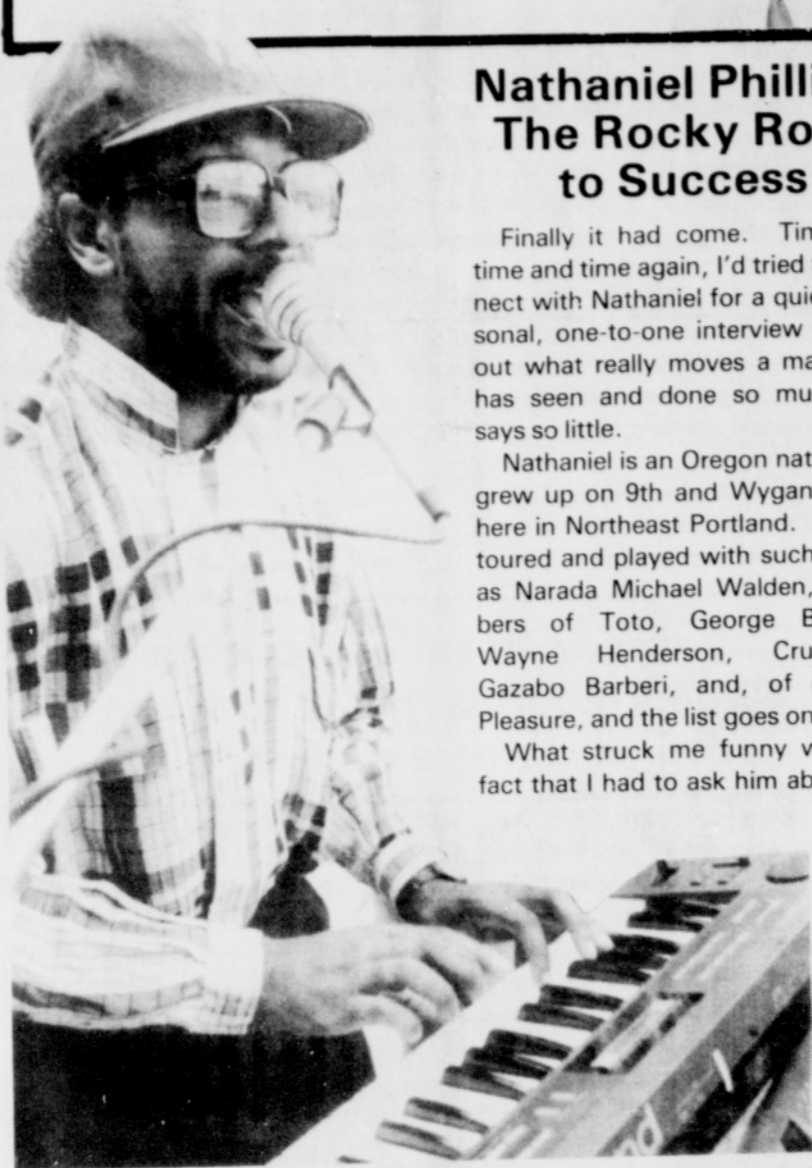 Nathaniel Philli
The Rocky Ro
to Success
Finally it had come. Tim
time and time again, I'd tried
nect with Nathaniel for a quie
sonal, one-to-one interview
out what really moves a ma
has seen and done so mu
says so little.
Nathaniel is an Oregon nat
grew up on 9th and Wygan
here in Northeast Portland.
toured and played with such
as Narada Michael Walden,
bers of Toto, George B
Wayne Henderson, Cru
Gazabo Barberi, and, of
Pleasure, and the list goes on
What struck me funny w
fact that I had to ask him ab
nd